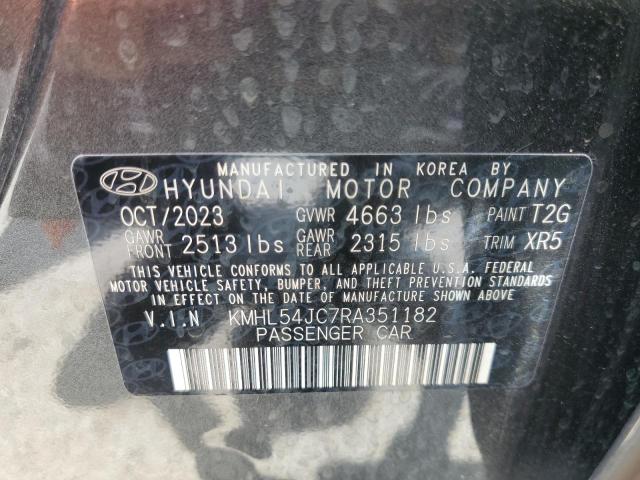 MANUFACTURED IN KOREA BY
HYUNDAI MOTOR COMPANY
OCT/2023 GVWR 4663 lbs PAINT T2G
GAWR FRONT 2513 lbs GAWR REAR 2315 lbs TRIM XR5
THIS VEHICLE CONFORMS TO ALL APPLICABLE U.S.A. FEDERAL
MOTOR VEHICLE SAFETY, BUMPER, AND THEFT PREVENTION STANDARDS
IN EFFECT ON THE DATE OF MANUFACTURE SHOWN ABOVE.
V.I.N KMHL54JC7RA351182
PASSENGER CAR